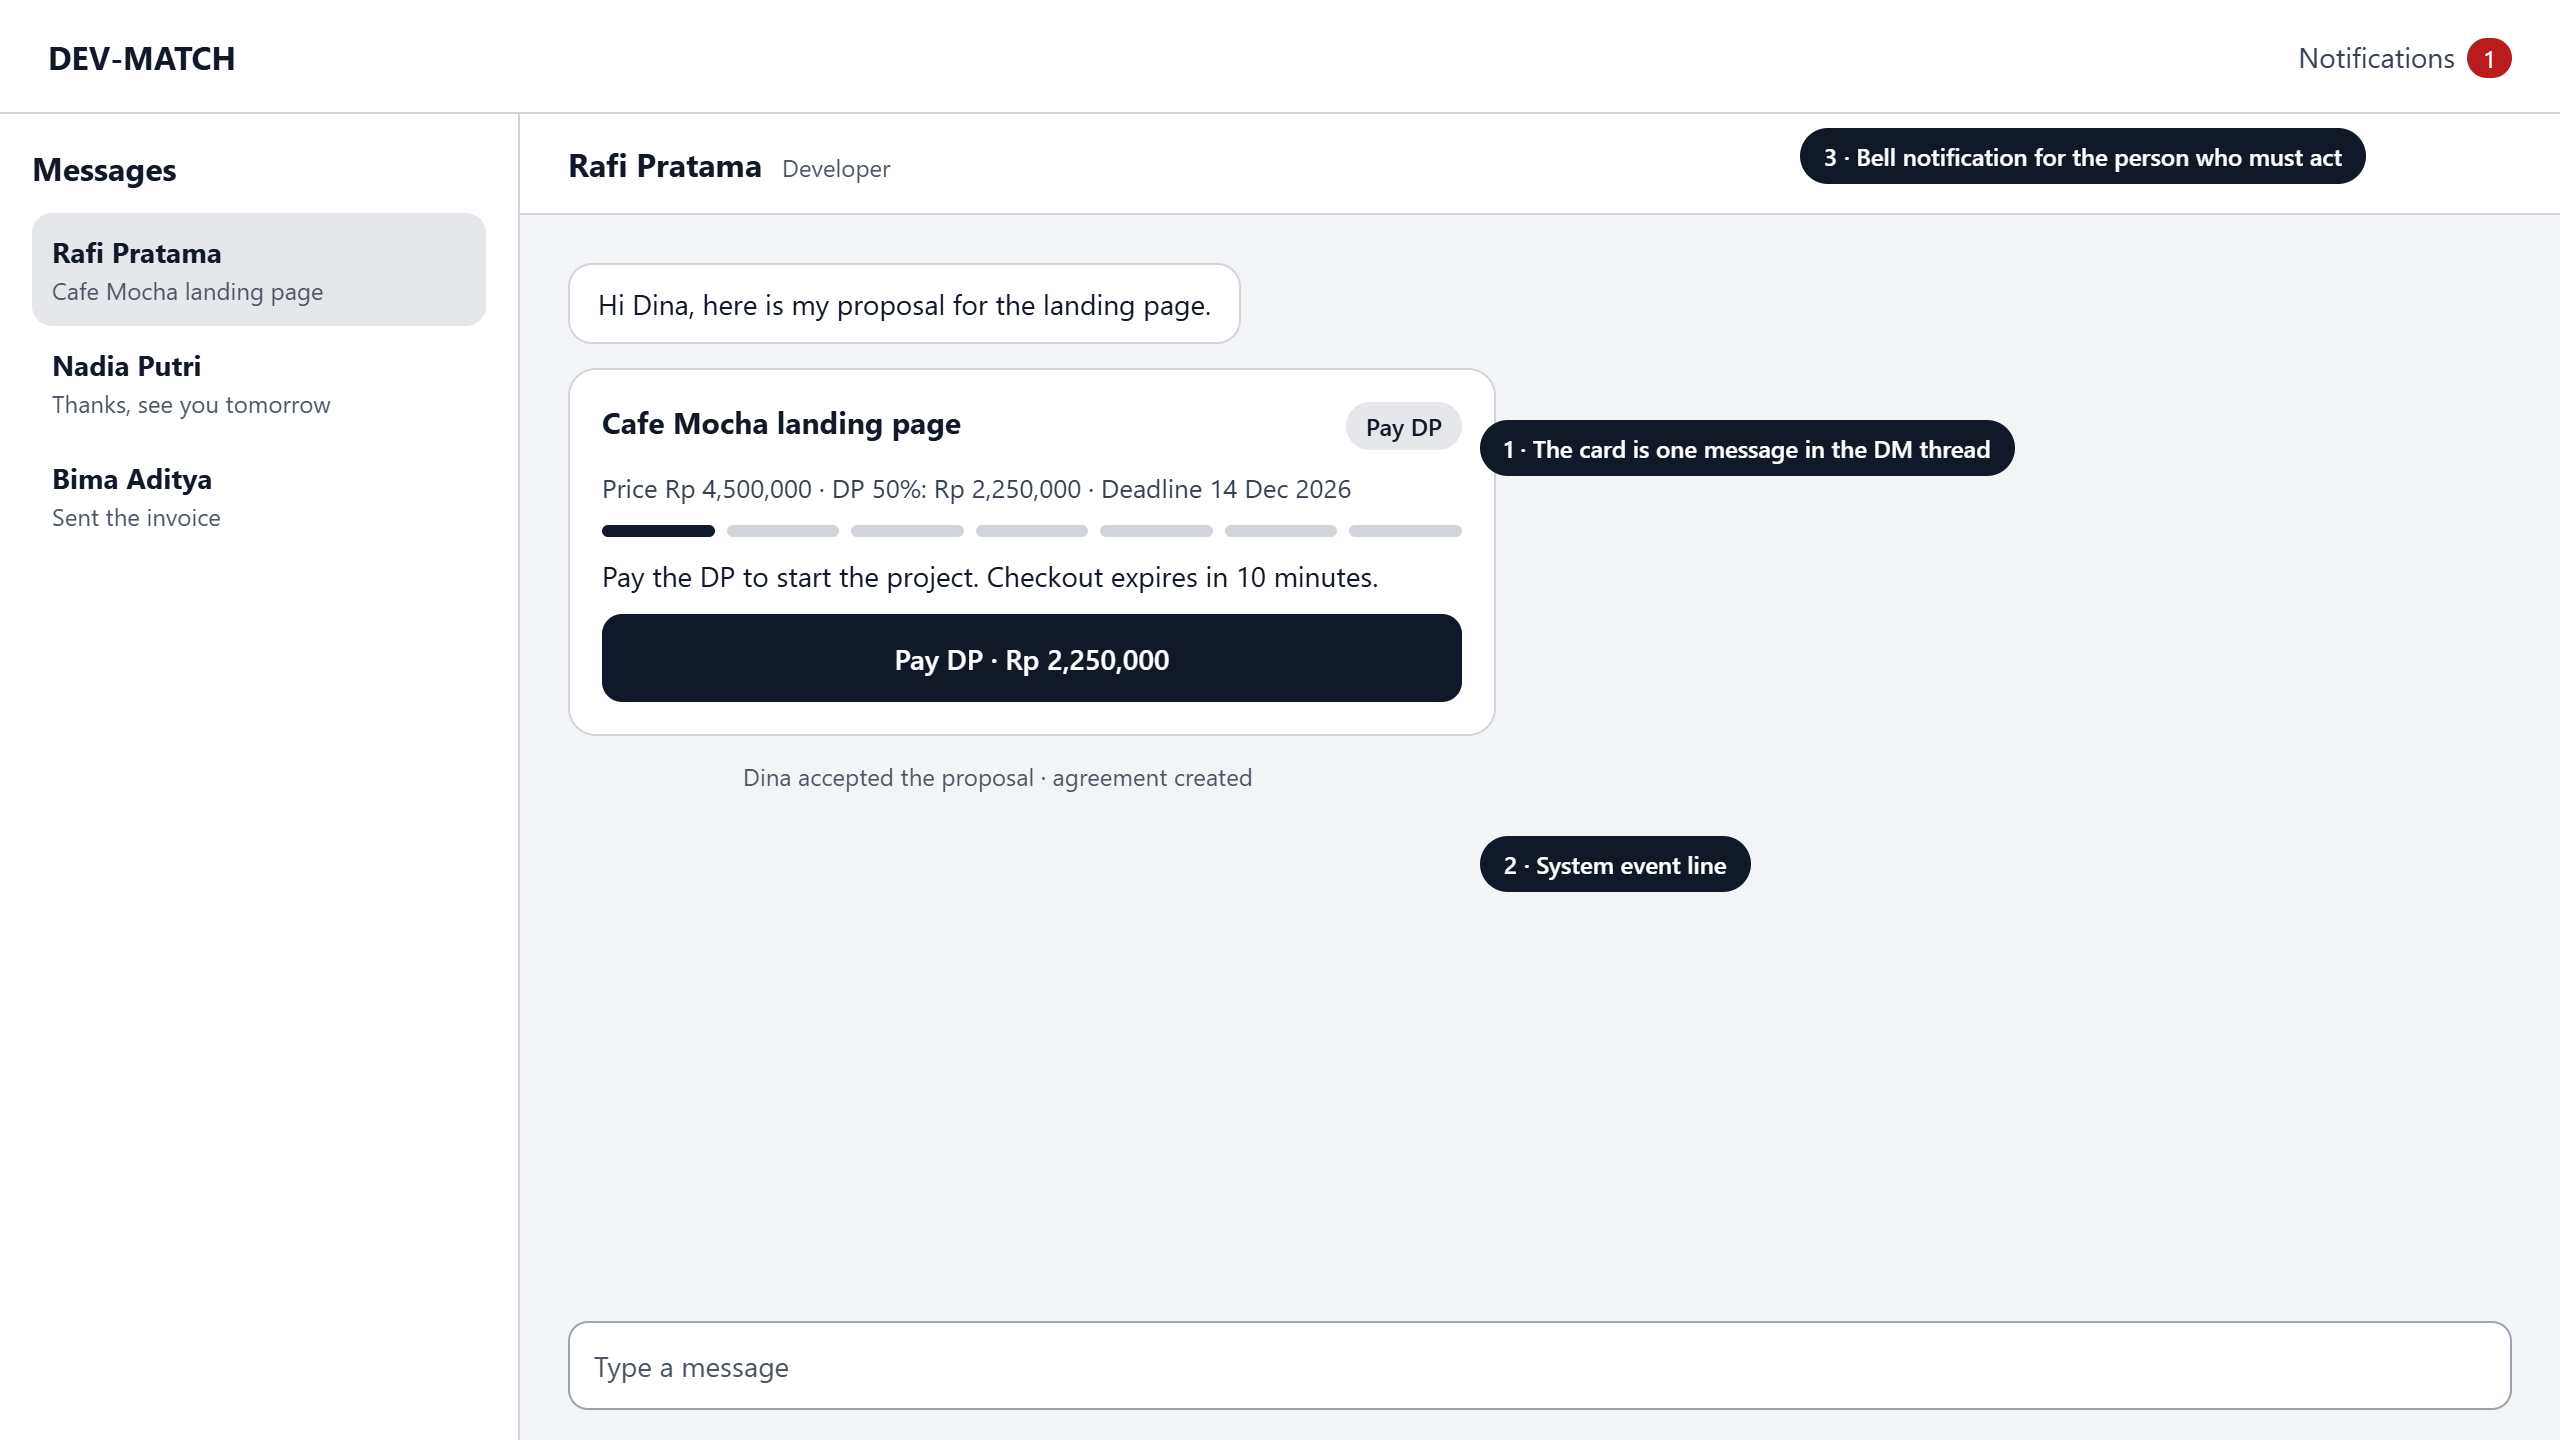 DEV-MATCH
Notifications 1
Messages
Rafi Pratama
Cafe Mocha landing page
Nadia Putri
Thanks, see you tomorrow
Bima Aditya
Sent the invoice
Rafi Pratama Developer
3 · Bell notification for the person who must act
Hi Dina, here is my proposal for the landing page.
Cafe Mocha landing page
Pay DP
1 · The card is one message in the DM thread
Price Rp 4,500,000 · DP 50%: Rp 2,250,000 · Deadline 14 Dec 2026
Pay the DP to start the project. Checkout expires in 10 minutes.
Pay DP · Rp 2,250,000
Dina accepted the proposal · agreement created
2 · System event line
Type a message